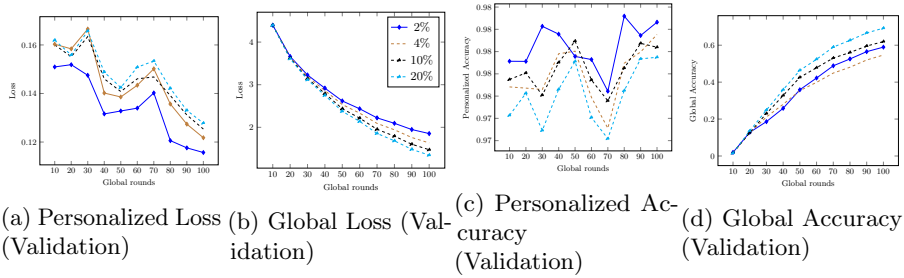 0.16
0.14
0.12
Loss
10 20 30 40 50 60 70 80 90 100
Global rounds
(a) Personalized Loss
(Validation)
4
3
2
Loss
2%
4%
10%
20%
10 20 30 40 50 60 70 80 90 100
Global rounds
(b) Global Loss (Val-
idation)
0.98
0.98
0.98
0.98
0.97
Personalized Accuracy
10 20 30 40 50 60 70 80 90 100
Global rounds
(c) Personalized Ac-
curacy
(Validation)
0.6
0.4
0.2
0
Global Accuracy
10 20 30 40 50 60 70 80 90 100
Global rounds
(d) Global Accuracy
(Validation)